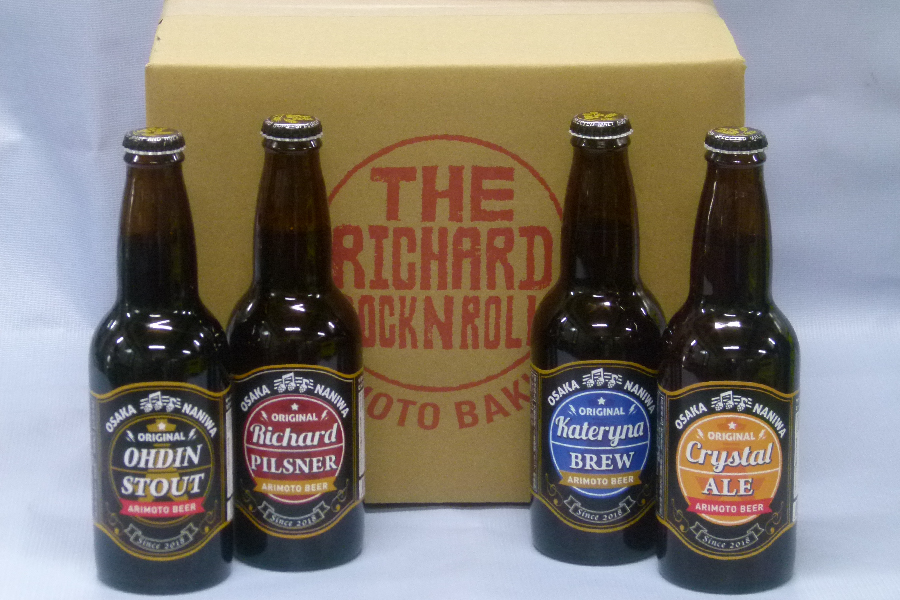 THE
RICHARD
OCKNROLL
MOTO BAK
OSAKA NANIWA
ORIGINAL
OHDIN
STOUT
ARIMOTO BEER
Since 2018
OSAKA NANIWA
ORIGINAL
Richard
PILSNER
ARIMOTO BEER
Since 2018
OSAKA NANIWA
ORIGINAL
Kateryna
BREW
ARIMOTO BEER
Since 2018
OSAKA NANIWA
ORIGINAL
Crystal
ALE
ARIMOTO BEER
Since 2018